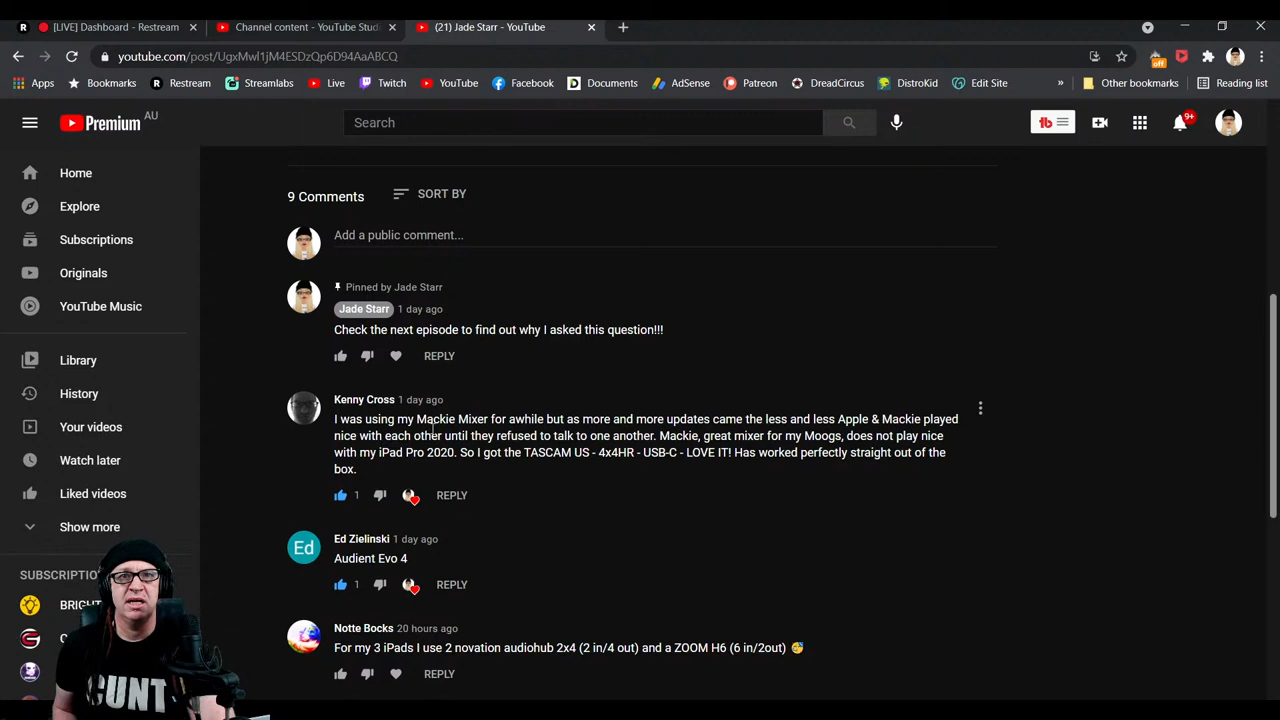 [LIVE] Dashboard - Restream
Channel content - YouTube Stud
(21) Jade Starr - YouTube
youtube.com/post/UgxMwl1jM4ESDzQp6D94AaABCQ
off
Apps
Bookmarks
Restream
Streamlabs
Live
Twitch
YouTube
Facebook
Documents
AdSense
Patreon
DreadCircus
DistroKid
Edit Site
»
Other bookmarks
Reading list
Premium AU
Search
tb
9+
Home
Explore
Subscriptions
Originals
YouTube Music
Library
History
Your videos
Watch later
Liked videos
Show more
SUBSCRIPTIO
BRIGHT
9 Comments
SORT BY
Add a public comment...
Pinned by Jade Starr
Jade Starr 1 day ago
Check the next episode to find out why I asked this question!!!
REPLY
Kenny Cross 1 day ago
I was using my Mackie Mixer for awhile but as more and more updates came the less and less Apple & Mackie played
nice with each other until they refused to talk to one another. Mackie, great mixer for my Moogs, does not play nice
with my iPad Pro 2020. So I got the TASCAM US - 4x4HR - USB-C - LOVE IT! Has worked perfectly straight out of the
box.
1 REPLY
Ed
Ed Zielinski 1 day ago
Audient Evo 4
1 REPLY
Notte Bocks 20 hours ago
For my 3 iPads I use 2 novation audiohub 2x4 (2 in/4 out) and a ZOOM H6 (6 in/2out) 😅
REPLY
CUNT